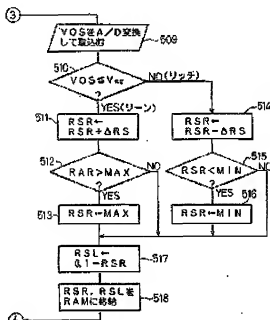 3
VOSをA/D変換
して取込む
509
510
VOS≦VR2
?
NO(リッチ)
YES(リーン)
511
RSR←
RSR+ΔRS
514
RSR←
RSR-ΔRS
512
RAR>MAX
?
NO
YES
515
RSR<MIN
?
NO
YES
513
RSR←MAX
516
RSR←MIN
RSL←
0.1-RSR
517
RSR, RSLを
RAMに格納
518